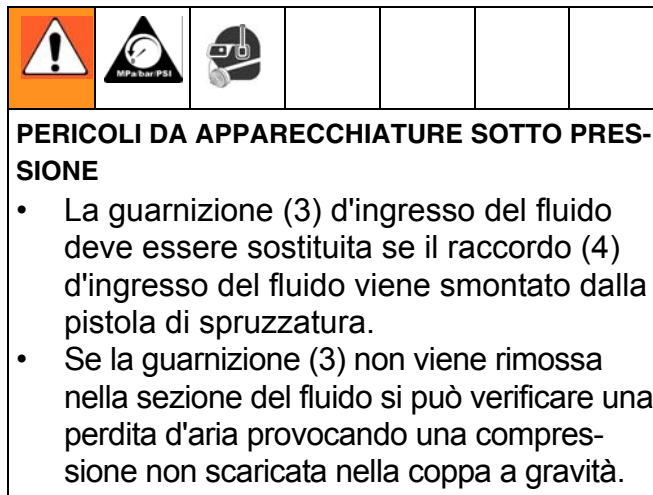 MPa/bar/PSI
PERICOLI DA APPARECCHIATURE SOTTO PRES-
SIONE
• La guarnizione (3) d'ingresso del fluido
deve essere sostituita se il raccordo (4)
d'ingresso del fluido viene smontato dalla
pistola di spruzzatura.
• Se la guarnizione (3) non viene rimossa
nella sezione del fluido si può verificare una
perdita d'aria provocando una compres-
sione non scaricata nella coppa a gravità.